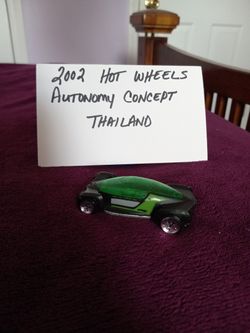 2002 HOT WHEELS
AUTONOMY CONCEPT
THAILAND